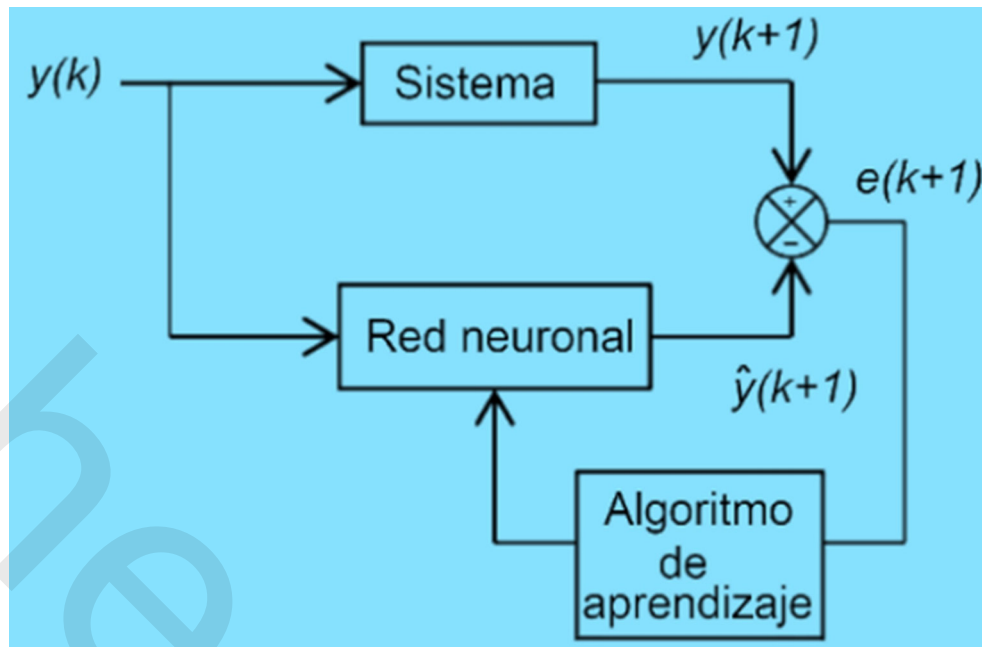 y(k+1)
y(k)
Sistema
e(k+1)
+
−
Red neuronal
ŷ(k+1)
Algoritmo
de
aprendizaje